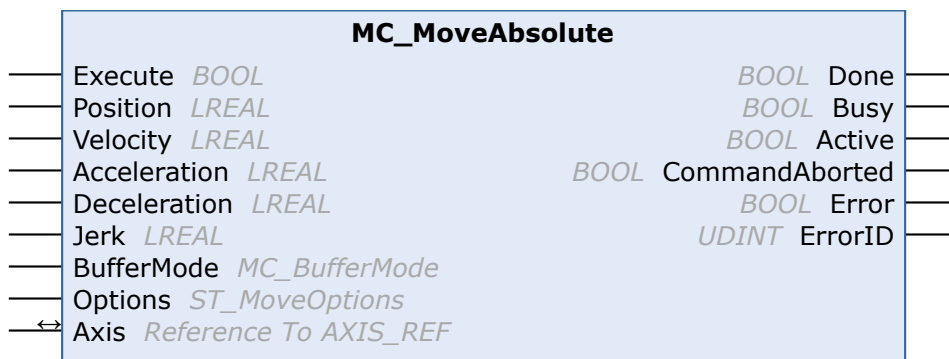 MC_MoveAbsolute
Execute BOOL BOOL Done
Position LREAL BOOL Busy
Velocity LREAL BOOL Active
Acceleration LREAL BOOL CommandAborted
Deceleration LREAL BOOL Error
Jerk LREAL UDINT ErrorID
BufferMode MC_BufferMode
Options ST_MoveOptions
↔ Axis Reference To AXIS_REF